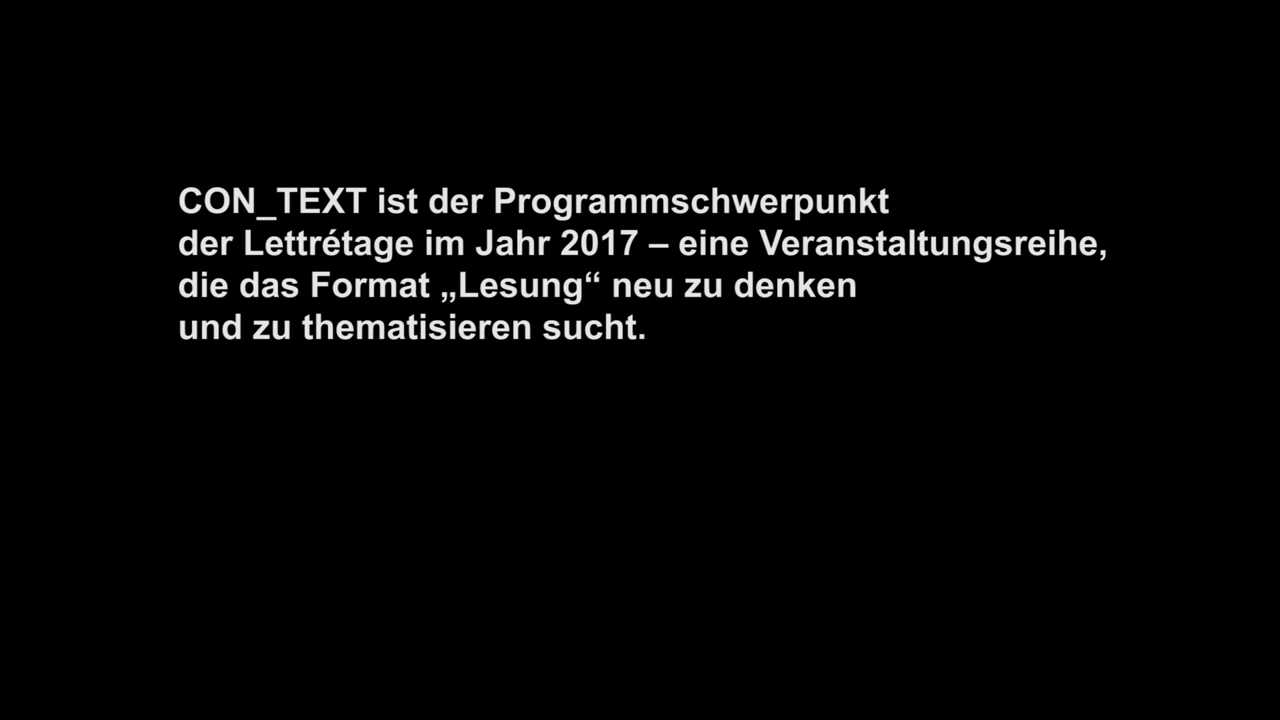 CON_TEXT ist der Programmschwerpunkt
der Lettrétage im Jahr 2017 – eine Veranstaltungsreihe,
die das Format „Lesung“ neu zu denken
und zu thematisieren sucht.